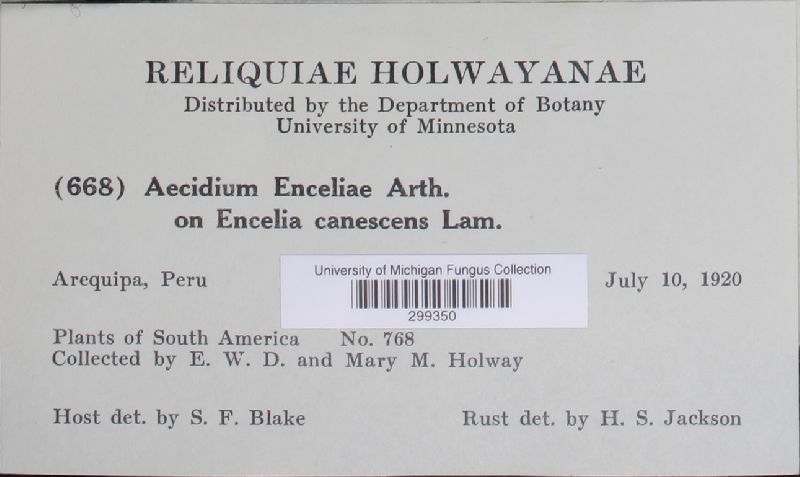 RELIQUIAE HOLWAYANAE
Distributed by the Department of Botany
University of Minnesota
(668) Aecidium Enceliae Arth.
on Encelia canescens Lam.
Arequipa, Peru July 10, 1920
University of Michigan Fungus Collection
299350
Plants of South America No. 768
Collected by E. W. D. and Mary M. Holway
Host det. by S. F. Blake Rust det. by H. S. Jackson